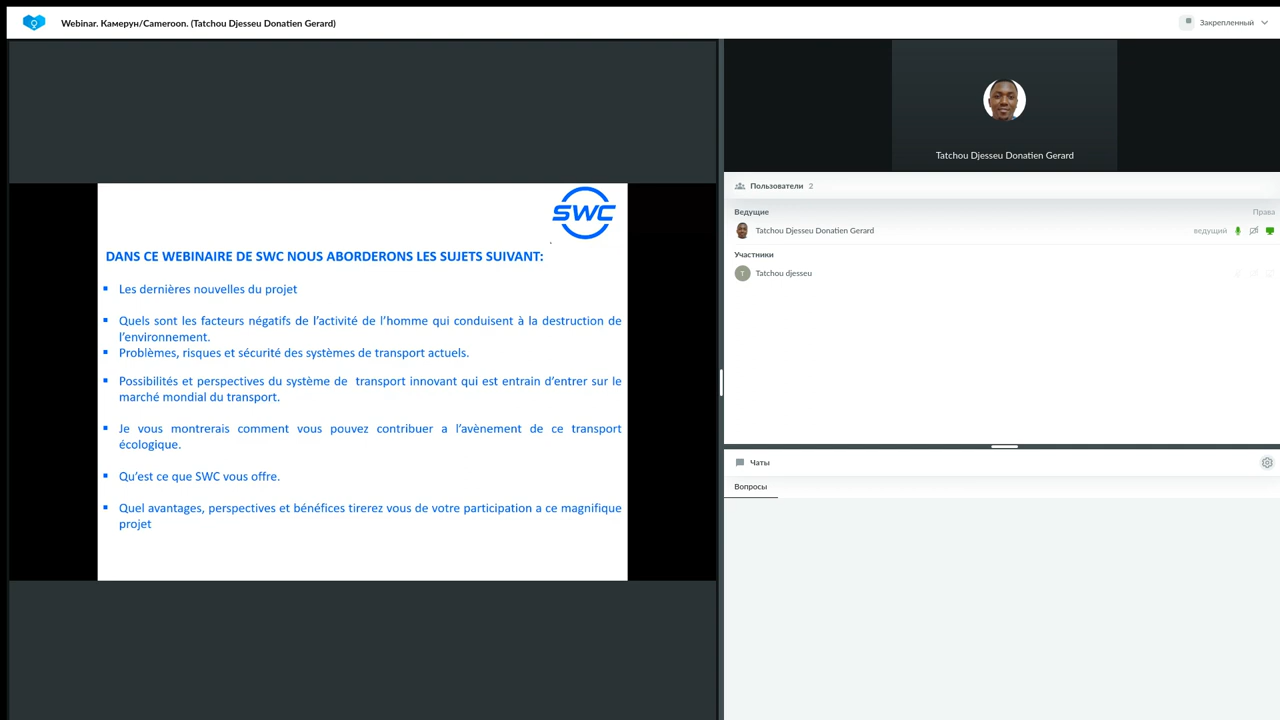 Webinar. Камерун/Cameroon. (Tatchou Djesseu Donatien Gerard)
Закрепленный
SWC
DANS CE WEBINAIRE DE SWC NOUS ABORDERONS LES SUJETS SUIVANT:
Les dernières nouvelles du projet
Quels sont les facteurs négatifs de l'activité de l'homme qui conduisent à la destruction de
l'environnement.
Problèmes, risques et sécurité des systèmes de transport actuels.
Possibilités et perspectives du système de transport innovant qui est entrain d'entrer sur le
marché mondial du transport.
Je vous montrerais comment vous pouvez contribuer a l'avènement de ce transport
écologique.
Qu'est ce que SWC vous offre.
Quel avantages, perspectives et bénéfices tirerez vous de votre participation a ce magnifique
projet
Tatchou Djesseu Donatien Gerard
Пользователи 2
Ведущие Права
Tatchou Djesseu Donatien Gerard ведущий
Участники
T Tatchou djesseu
Чаты
Вопросы